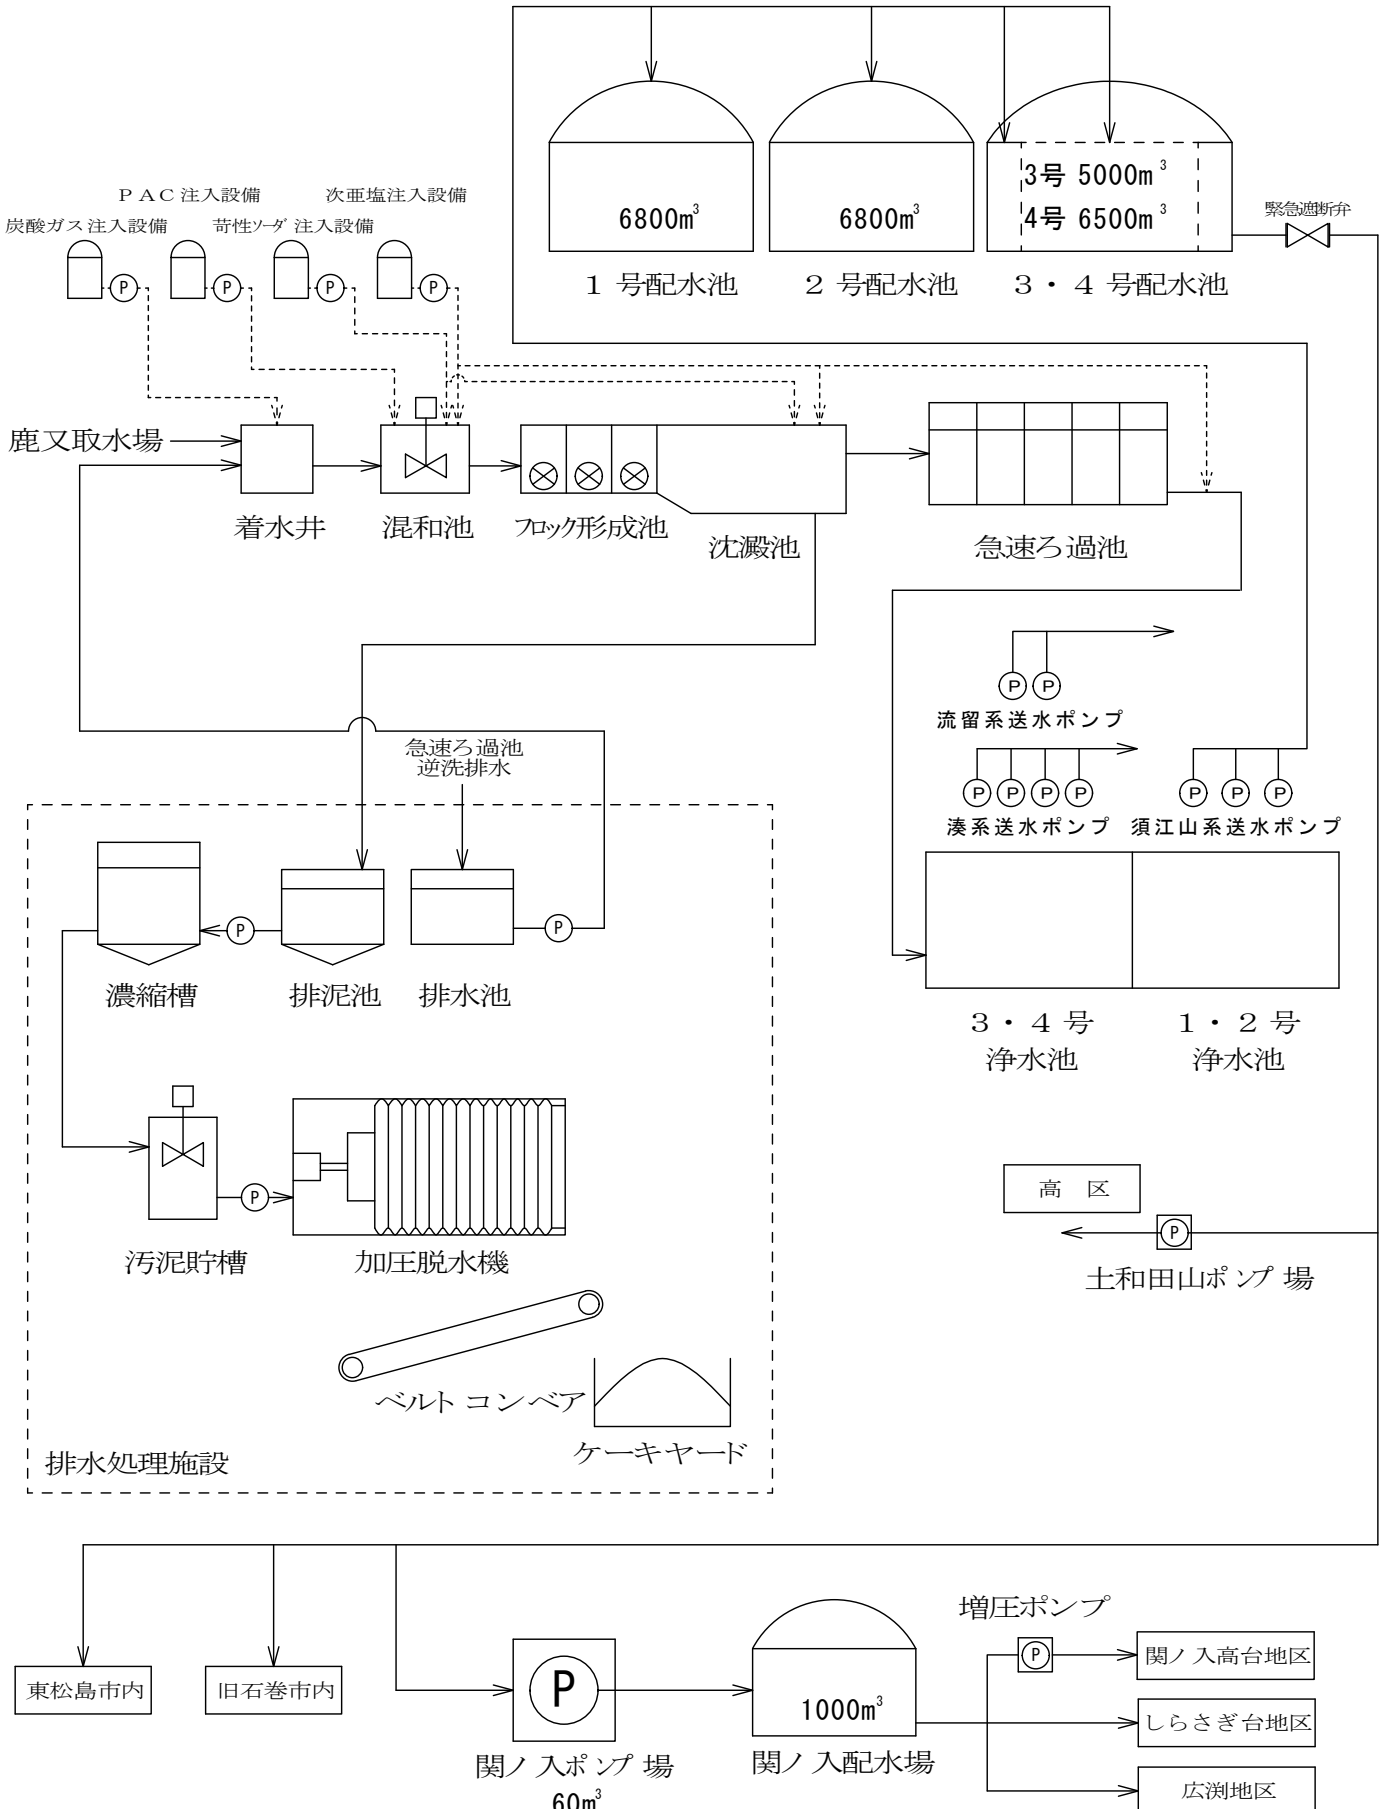 3号 5000m³
6800m³
6800m³
4号 6500m³
緊急遮断弁
１号配水池
２号配水池
３・４号配水池
ＰＡＣ注入設備
次亜塩注入設備
炭酸ガス注入設備
苛性ソーダ注入設備
P
P
P
P
鹿又取水場
着水井
混和池
フロック形成池
沈澱池
急速ろ過池
P
P
流留系送水ポンプ
急速ろ過池
逆洗排水
P
P
P
P
P
P
P
湊系送水ポンプ
須江山系送水ポンプ
P
P
濃縮槽
排泥池
排水池
３・４号
浄水池
１・２号
浄水池
P
汚泥貯槽
加圧脱水機
高 区
P
土和田山ポンプ場
ベルトコンベア
ケーキヤード
排水処理施設
増圧ポンプ
P
関ノ入高台地区
東松島市内
旧石巻市内
P
1000m³
しらさぎ台地区
関ノ入ポンプ場
60m³
関ノ入配水場
広渕地区